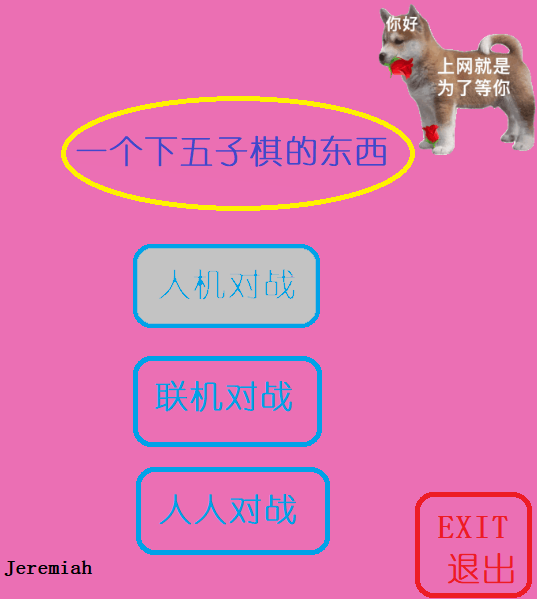 你好
上网就是
为了等你
一个下五子棋的东西
人机对战
联机对战
人人对战
EXIT
退出
Jeremiah